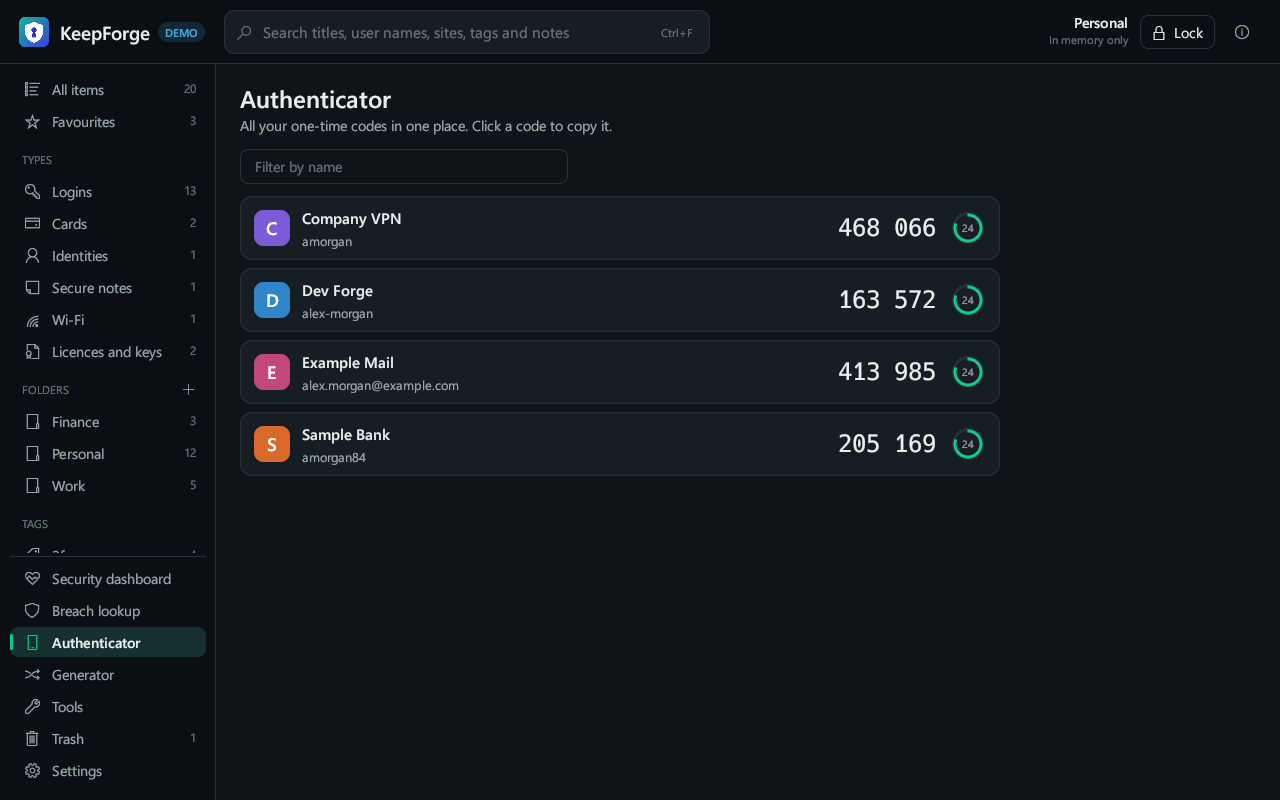 KeepForge DEMO
Search titles, user names, sites, tags and notes Ctrl+F
Personal
In memory only
Lock
All items 20
Favourites 3
TYPES
Logins 13
Cards 2
Identities 1
Secure notes 1
Wi-Fi 1
Licences and keys 2
FOLDERS
Finance 3
Personal 12
Work 5
TAGS
Security dashboard
Breach lookup
Authenticator
Generator
Tools
Trash 1
Settings
Authenticator
All your one-time codes in one place. Click a code to copy it.
Filter by name
C Company VPN
amorgan
468 066 24
D Dev Forge
alex-morgan
163 572 24
E Example Mail
alex.morgan@example.com
413 985 24
S Sample Bank
amorgan84
205 169 24